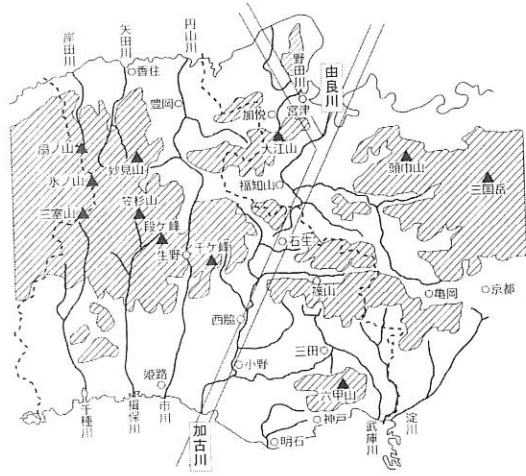 岸田川
矢田川
円山川
香住
野田川
由良川
豊岡
加悦
宮津
扇ノ山
妙見山
大江山
頭巾山
氷ノ山
福知山
三国岳
三室山
笠杉山
段ケ峰
千ケ峰
石生
生野
篠山
亀岡
京都
西脇
小野
三田
姫路
六甲山
千種川
揖保川
市川
加古川
明石
神戸
武庫川
淀川